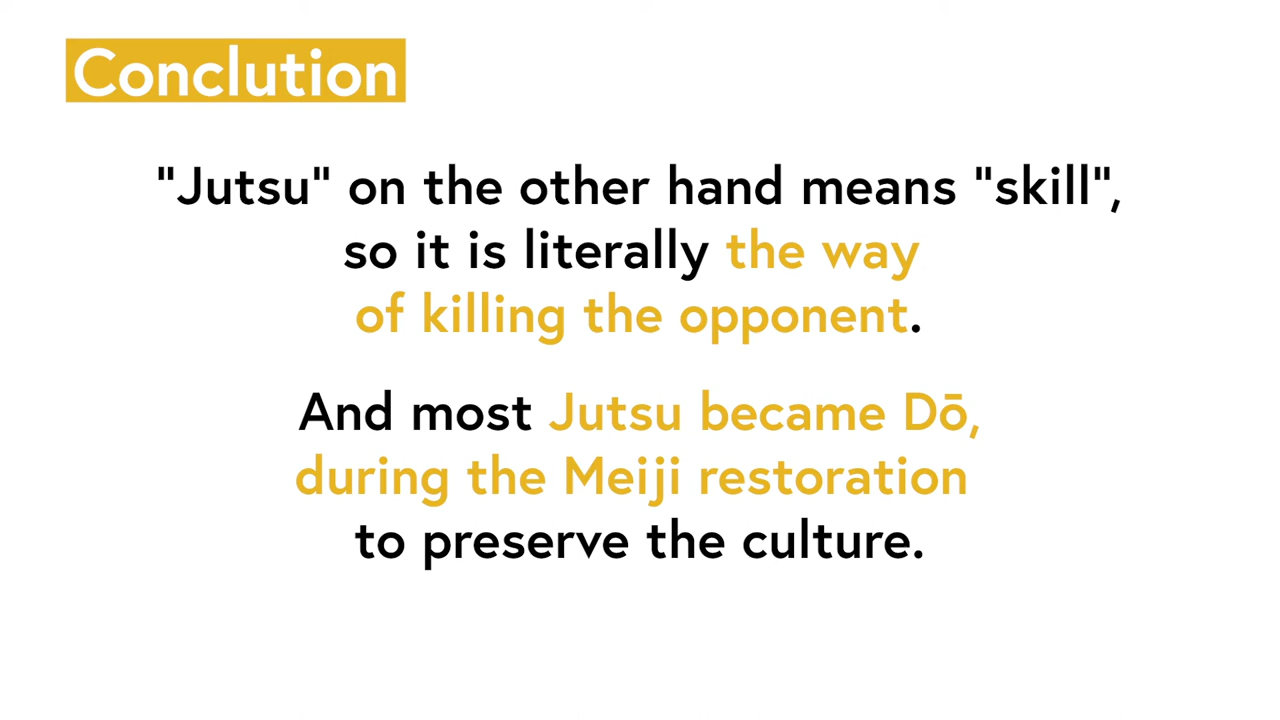 Conclution
"Jutsu" on the other hand means "skill",
so it is literally the way
of killing the opponent.
And most Jutsu became Dō,
during the Meiji restoration
to preserve the culture.